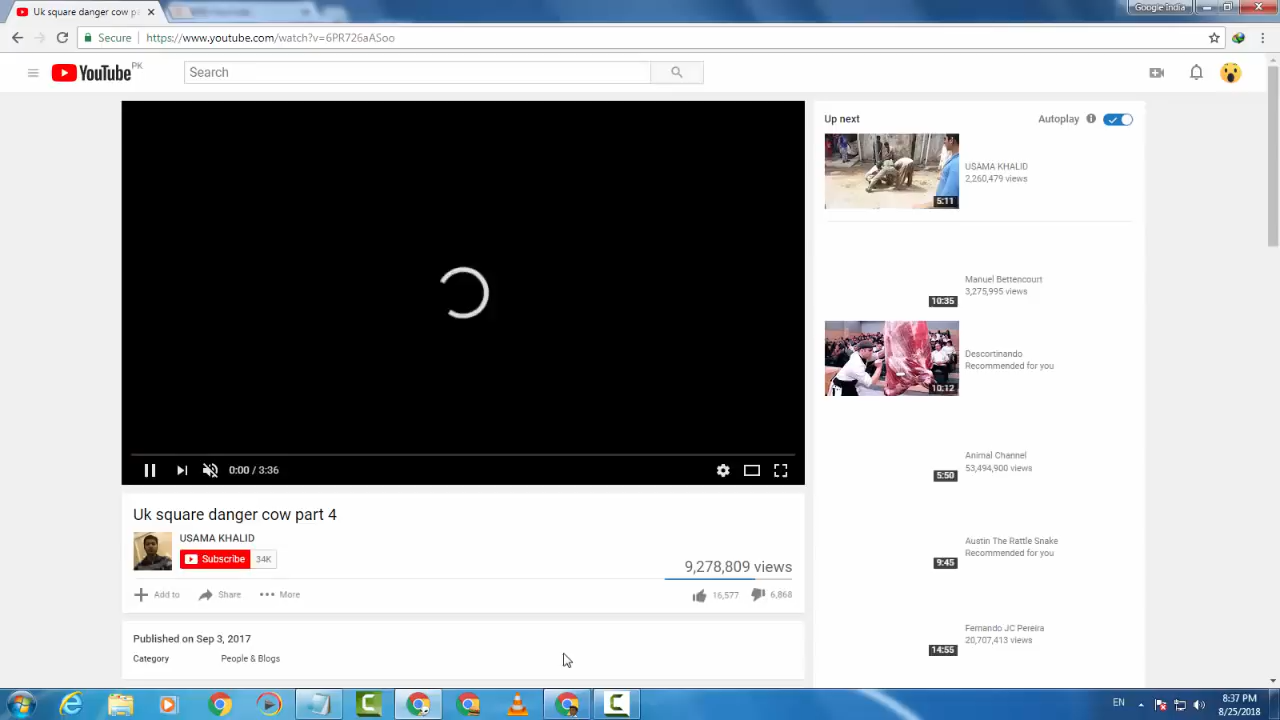 Uk square danger cow p
Google India
Secure
https://www.youtube.com/watch?v=6PR726aASoo
YouTube PK
Search
Up next
Autoplay
USAMA KHALID
2,260,479 views
5:11
Manuel Bettencourt
3,275,995 views
10:35
Descortinando
Recommended for you
10:12
Animal Channel
53,494,900 views
5:50
Austin The Rattle Snake
Recommended for you
9:45
Fernando JC Pereira
20,707,413 views
14:55
0:00 / 3:36
Uk square danger cow part 4
USAMA KHALID
Subscribe 34K
9,278,809 views
Add to Share More
16,577 6,868
Published on Sep 3, 2017
Category People & Blogs
EN
8:37 PM
8/25/2018